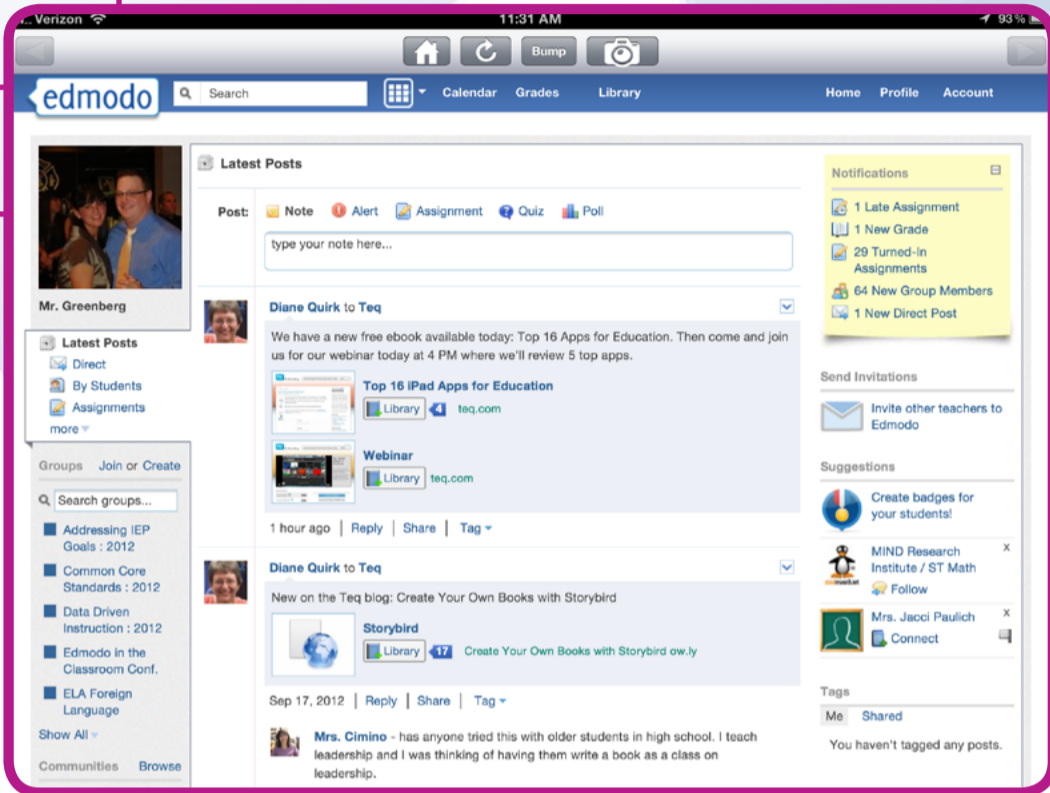 Verizon 11:31 AM 93%
Bump
edmodo Search Calendar Grades Library Home Profile Account
Mr. Greenberg
Latest Posts
Direct
By Students
Assignments
more
Groups Join or Create
Search groups...
Addressing IEP
Goals : 2012
Common Core
Standards : 2012
Data Driven
Instruction : 2012
Edmodo in the
Classroom Conf.
ELA Foreign
Language
Show All
Communities Browse
Latest Posts
Post: Note Alert Assignment Quiz Poll
type your note here...
Diane Quirk to Teq
We have a new free ebook available today: Top 16 Apps for Education. Then come and join
us for our webinar today at 4 PM where we'll review 5 top apps.
Top 16 iPad Apps for Education
Library 4 teq.com
Webinar
Library teq.com
1 hour ago | Reply | Share | Tag
Diane Quirk to Teq
New on the Teq blog: Create Your Own Books with Storybird
Storybird
Library 17 Create Your Own Books with Storybird ow.ly
Sep 17, 2012 | Reply | Share | Tag
Mrs. Cimino - has anyone tried this with older students in high school. I teach
leadership and I was thinking of having them write a book as a class on
leadership.
Notifications
1 Late Assignment
1 New Grade
29 Turned-In
Assignments
64 New Group Members
1 New Direct Post
Send Invitations
Invite other teachers to
Edmodo
Suggestions
Create badges for
your students!
MIND Research x
Institute / ST Math
Follow
Mrs. Jacci Paulich x
Connect
Tags
Me Shared
You haven't tagged any posts.